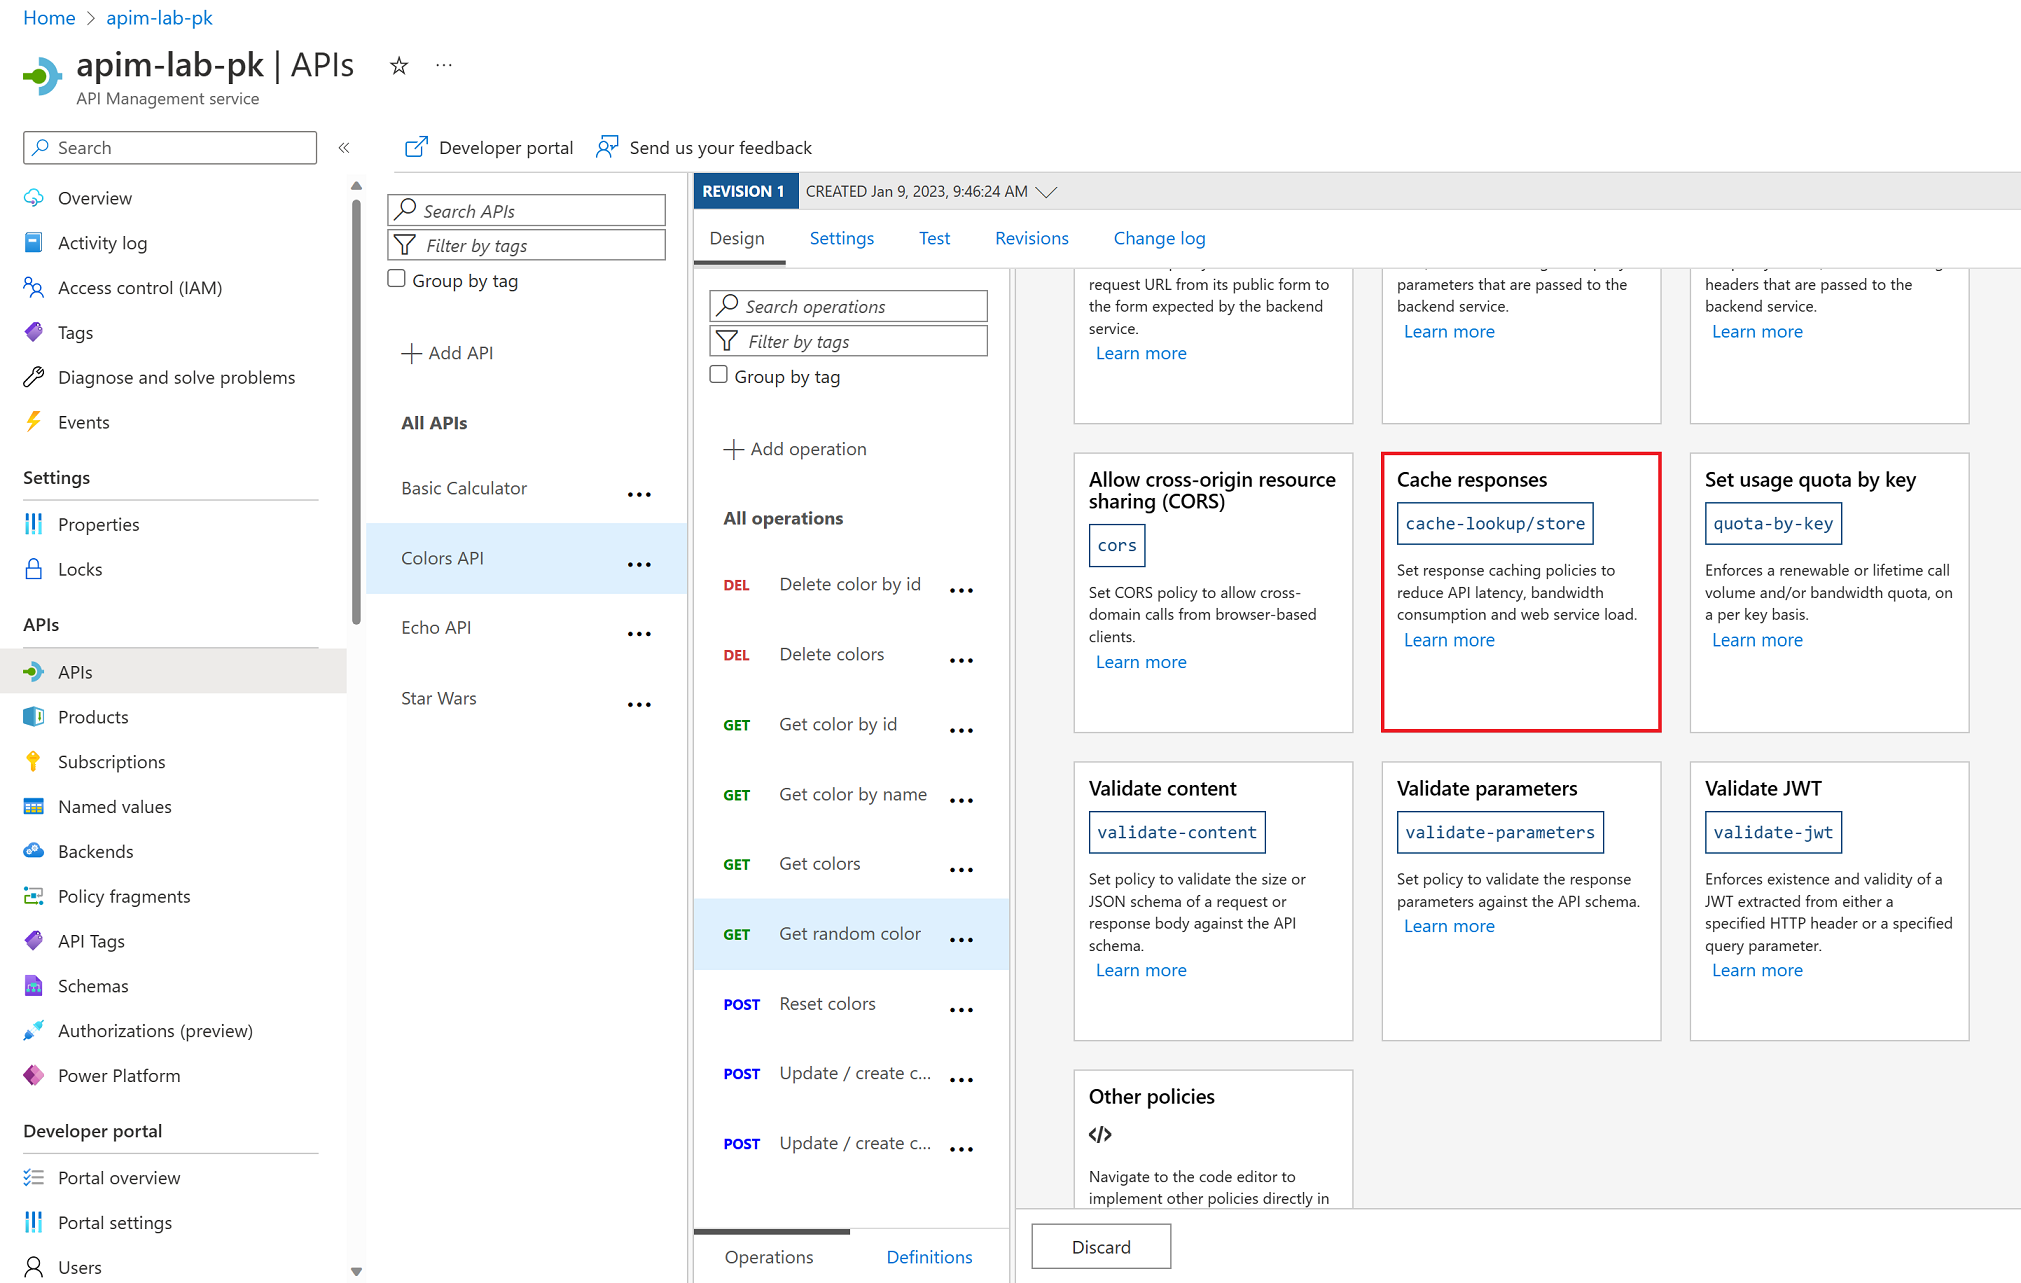 Home > apim-lab-pk
apim-lab-pk | APIs ☆ ...
API Management service
Search «
Developer portal
Send us your feedback
Overview
Activity log
Access control (IAM)
Tags
Diagnose and solve problems
Events
Settings
Properties
Locks
APIs
APIs
Products
Subscriptions
Named values
Backends
Policy fragments
API Tags
Schemas
Authorizations (preview)
Power Platform
Developer portal
Portal overview
Portal settings
Users
Search APIs
Filter by tags
Group by tag
Add API
All APIs
Basic Calculator ...
Colors API ...
Echo API ...
Star Wars ...
REVISION 1 CREATED Jan 9, 2023, 9:46:24 AM
Design Settings Test Revisions Change log
Search operations
Filter by tags
Group by tag
Add operation
All operations
DEL Delete color by id ...
DEL Delete colors ...
GET Get color by id ...
GET Get color by name ...
GET Get colors ...
GET Get random color ...
POST Reset colors ...
POST Update / create c... ...
POST Update / create c... ...
Operations Definitions
request URL from its public form to
the form expected by the backend
service.
Learn more
parameters that are passed to the
backend service.
Learn more
headers that are passed to the
backend service.
Learn more
Allow cross-origin resource
sharing (CORS)
cors
Set CORS policy to allow cross-
domain calls from browser-based
clients.
Learn more
Cache responses
cache-lookup/store
Set response caching policies to
reduce API latency, bandwidth
consumption and web service load.
Learn more
Set usage quota by key
quota-by-key
Enforces a renewable or lifetime call
volume and/or bandwidth quota, on
a per key basis.
Learn more
Validate content
validate-content
Set policy to validate the size or
JSON schema of a request or
response body against the API
schema.
Learn more
Validate parameters
validate-parameters
Set policy to validate the response
parameters against the API schema.
Learn more
Validate JWT
validate-jwt
Enforces existence and validity of a
JWT extracted from either a
specified HTTP header or a specified
query parameter.
Learn more
Other policies
</>
Navigate to the code editor to
implement other policies directly in
Discard